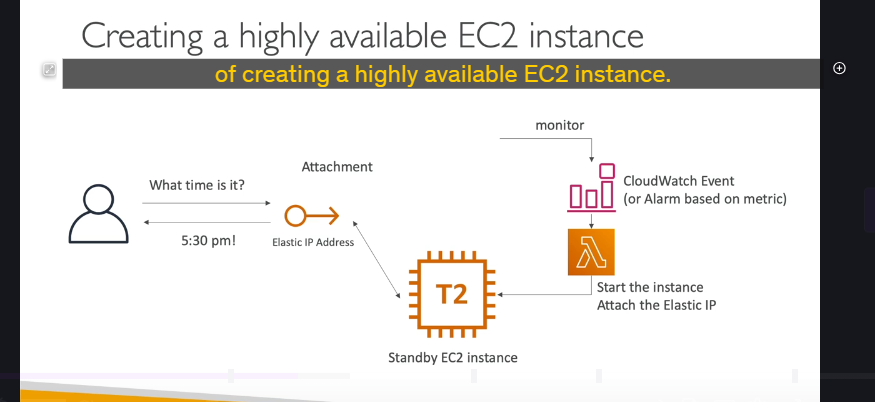 Creating a highly available EC2 instance
of creating a highly available EC2 instance.
monitor
Attachment
What time is it?
CloudWatch Event
(or Alarm based on metric)
5:30 pm!
Elastic IP Address
λ
T2
Start the instance
Attach the Elastic IP
Standby EC2 instance